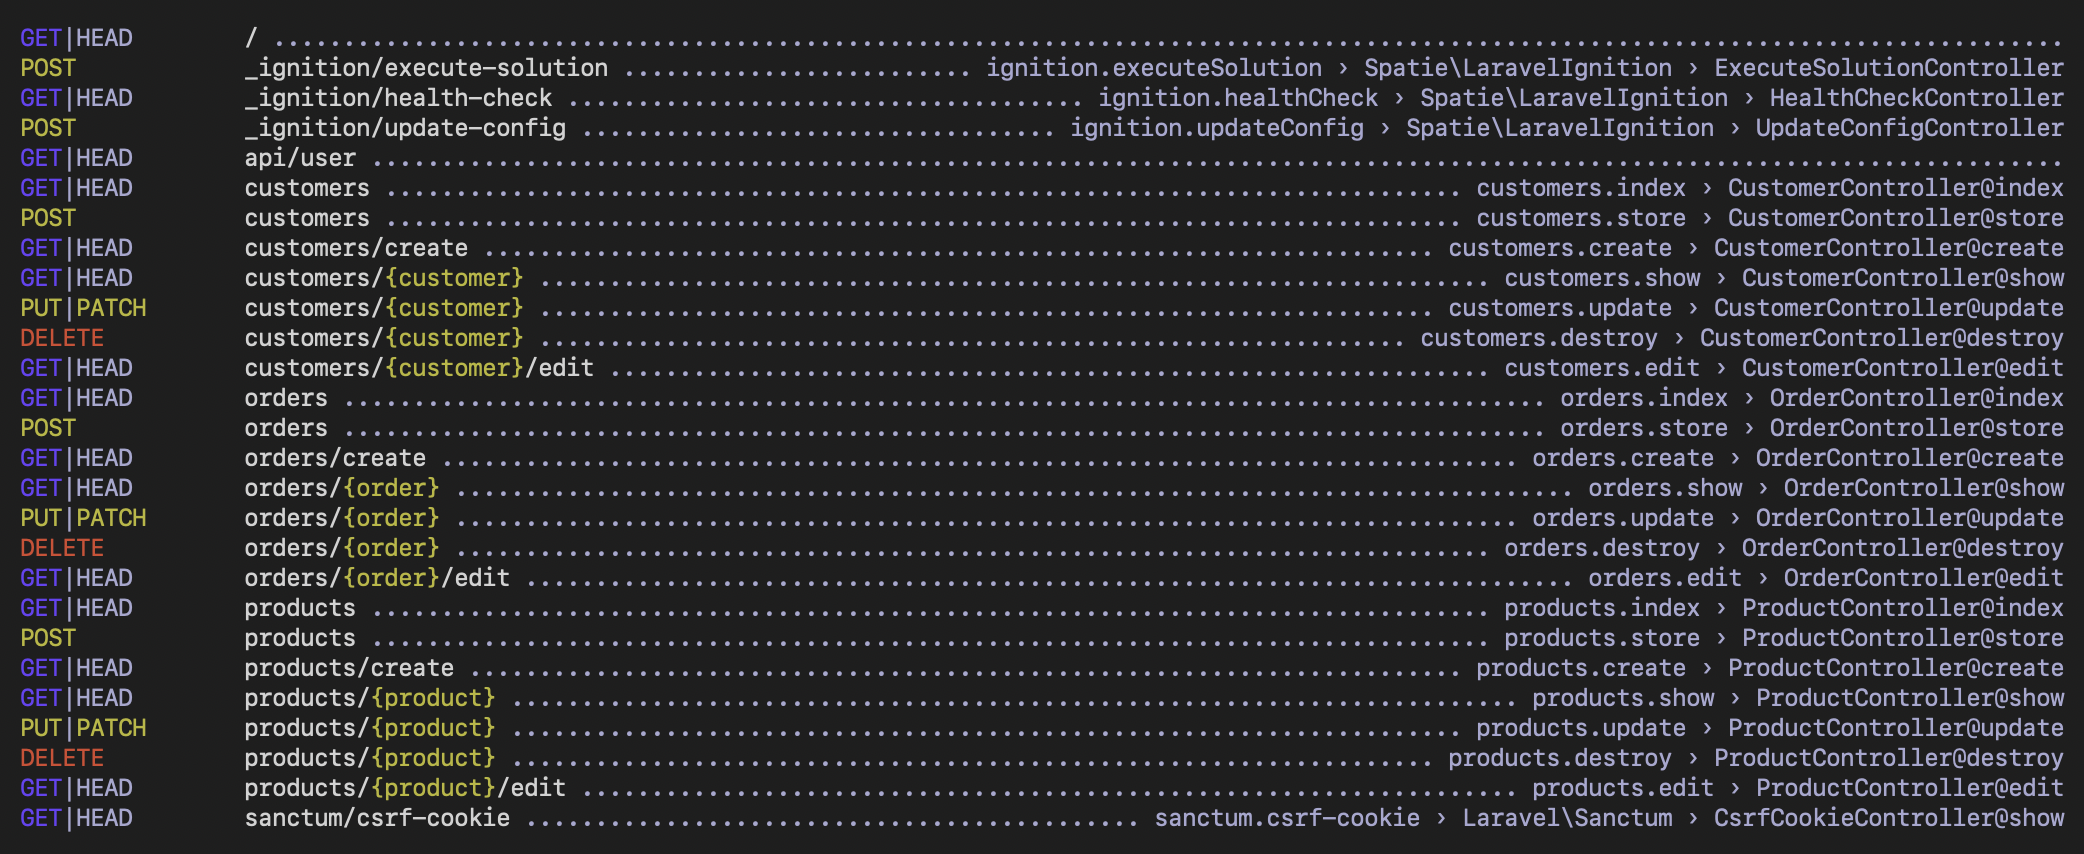 GET|HEAD / ................................................................................................................................
POST _ignition/execute-solution ......................... ignition.executeSolution › Spatie\LaravelIgnition › ExecuteSolutionController
GET|HEAD _ignition/health-check ..................................... ignition.healthCheck › Spatie\LaravelIgnition › HealthCheckController
POST _ignition/update-config .................................. ignition.updateConfig › Spatie\LaravelIgnition › UpdateConfigController
GET|HEAD api/user .........................................................................................................................
GET|HEAD customers ............................................................................. customers.index › CustomerController@index
POST customers ............................................................................. customers.store › CustomerController@store
GET|HEAD customers/create .................................................................... customers.create › CustomerController@create
GET|HEAD customers/{customer} .................................................................... customers.show › CustomerController@show
PUT|PATCH customers/{customer} ................................................................ customers.update › CustomerController@update
DELETE customers/{customer} .............................................................. customers.destroy › CustomerController@destroy
GET|HEAD customers/{customer}/edit ............................................................... customers.edit › CustomerController@edit
GET|HEAD orders ...................................................................................... orders.index › OrderController@index
POST orders ...................................................................................... orders.store › OrderController@store
GET|HEAD orders/create ............................................................................. orders.create › OrderController@create
GET|HEAD orders/{order} ................................................................................ orders.show › OrderController@show
PUT|PATCH orders/{order} ............................................................................ orders.update › OrderController@update
DELETE orders/{order} .......................................................................... orders.destroy › OrderController@destroy
GET|HEAD orders/{order}/edit ........................................................................... orders.edit › OrderController@edit
GET|HEAD products ................................................................................ products.index › ProductController@index
POST products ................................................................................ products.store › ProductController@store
GET|HEAD products/create ....................................................................... products.create › ProductController@create
GET|HEAD products/{product} ........................................................................ products.show › ProductController@show
PUT|PATCH products/{product} .................................................................... products.update › ProductController@update
DELETE products/{product} .................................................................. products.destroy › ProductController@destroy
GET|HEAD products/{product}/edit ................................................................... products.edit › ProductController@edit
GET|HEAD sanctum/csrf-cookie ............................................ sanctum.csrf-cookie › Laravel\Sanctum › CsrfCookieController@show